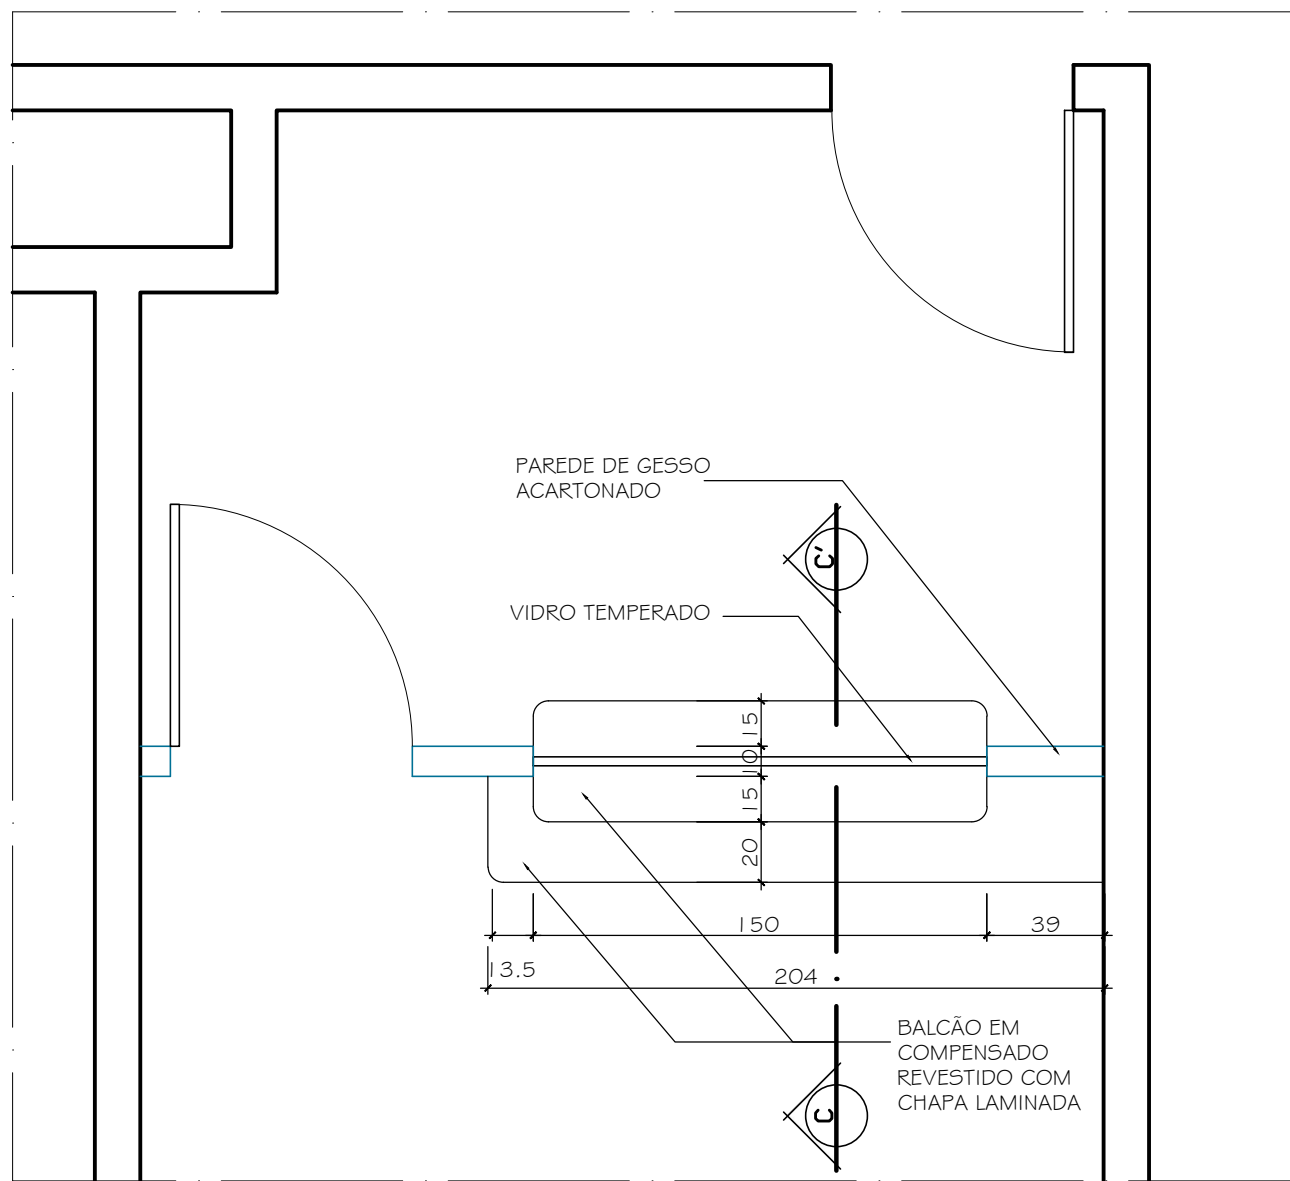 PAREDE DE GESSO
ACARTONADO
C'
VIDRO TEMPERADO
15
10
15
20
150
39
13.5
204
BALCÃO EM
COMPENSADO
REVESTIDO COM
CHAPA LAMINADA
C